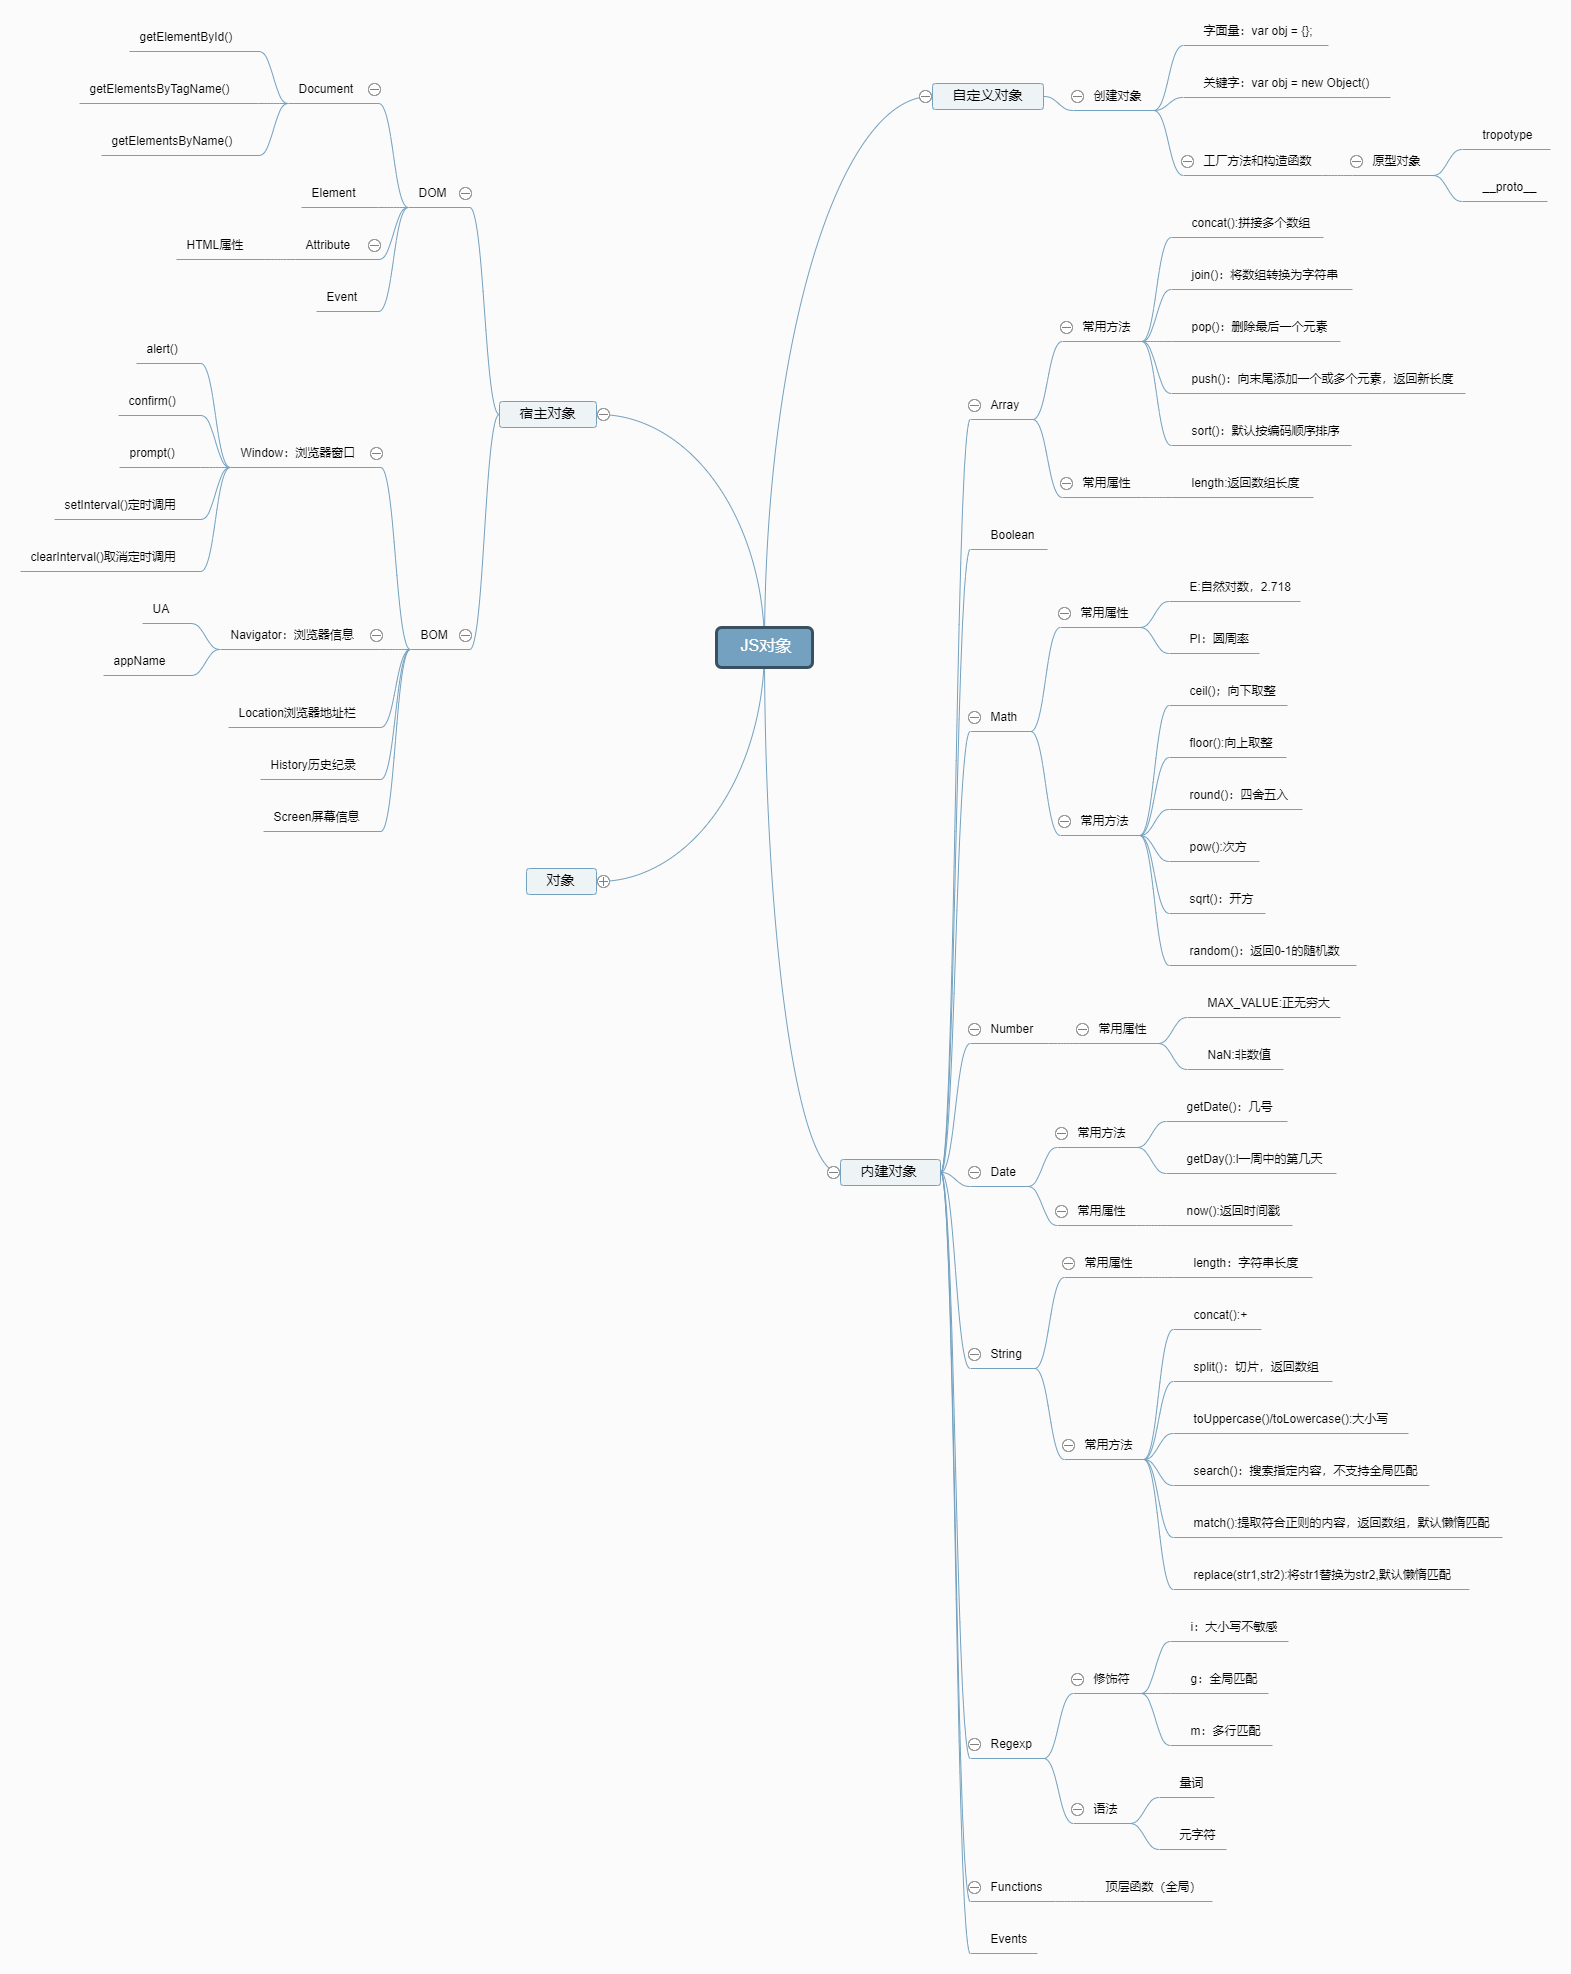 JS对象
自定义对象
创建对象
字面量：var obj = {};
关键字：var obj = new Object()
工厂方法和构造函数
原型对象
tropotype
__proto__
宿主对象
DOM
Document
getElementById()
getElementsByTagName()
getElementsByName()
Element
Attribute
HTML属性
Event
BOM
Window：浏览器窗口
alert()
confirm()
prompt()
setInterval()定时调用
clearInterval()取消定时调用
Navigator：浏览器信息
UA
appName
Location浏览器地址栏
History历史纪录
Screen屏幕信息
对象
内建对象
Array
常用方法
concat():拼接多个数组
join()：将数组转换为字符串
pop()：删除最后一个元素
push()：向末尾添加一个或多个元素，返回新长度
sort()：默认按编码顺序排序
常用属性
length:返回数组长度
Boolean
Math
常用属性
E:自然对数，2.718
PI：圆周率
常用方法
ceil()；向下取整
floor():向上取整
round()：四舍五入
pow():次方
sqrt()：开方
random()：返回0-1的随机数
Number
常用属性
MAX_VALUE:正无穷大
NaN:非数值
Date
常用方法
getDate()：几号
getDay():l一周中的第几天
常用属性
now():返回时间戳
String
常用属性
length：字符串长度
常用方法
concat():+
split()：切片，返回数组
toUppercase()/toLowercase():大小写
search()：搜索指定内容，不支持全局匹配
match():提取符合正则的内容，返回数组，默认懒惰匹配
replace(str1,str2):将str1替换为str2,默认懒惰匹配
Regexp
修饰符
i：大小写不敏感
g：全局匹配
m：多行匹配
语法
量词
元字符
Functions
顶层函数（全局）
Events